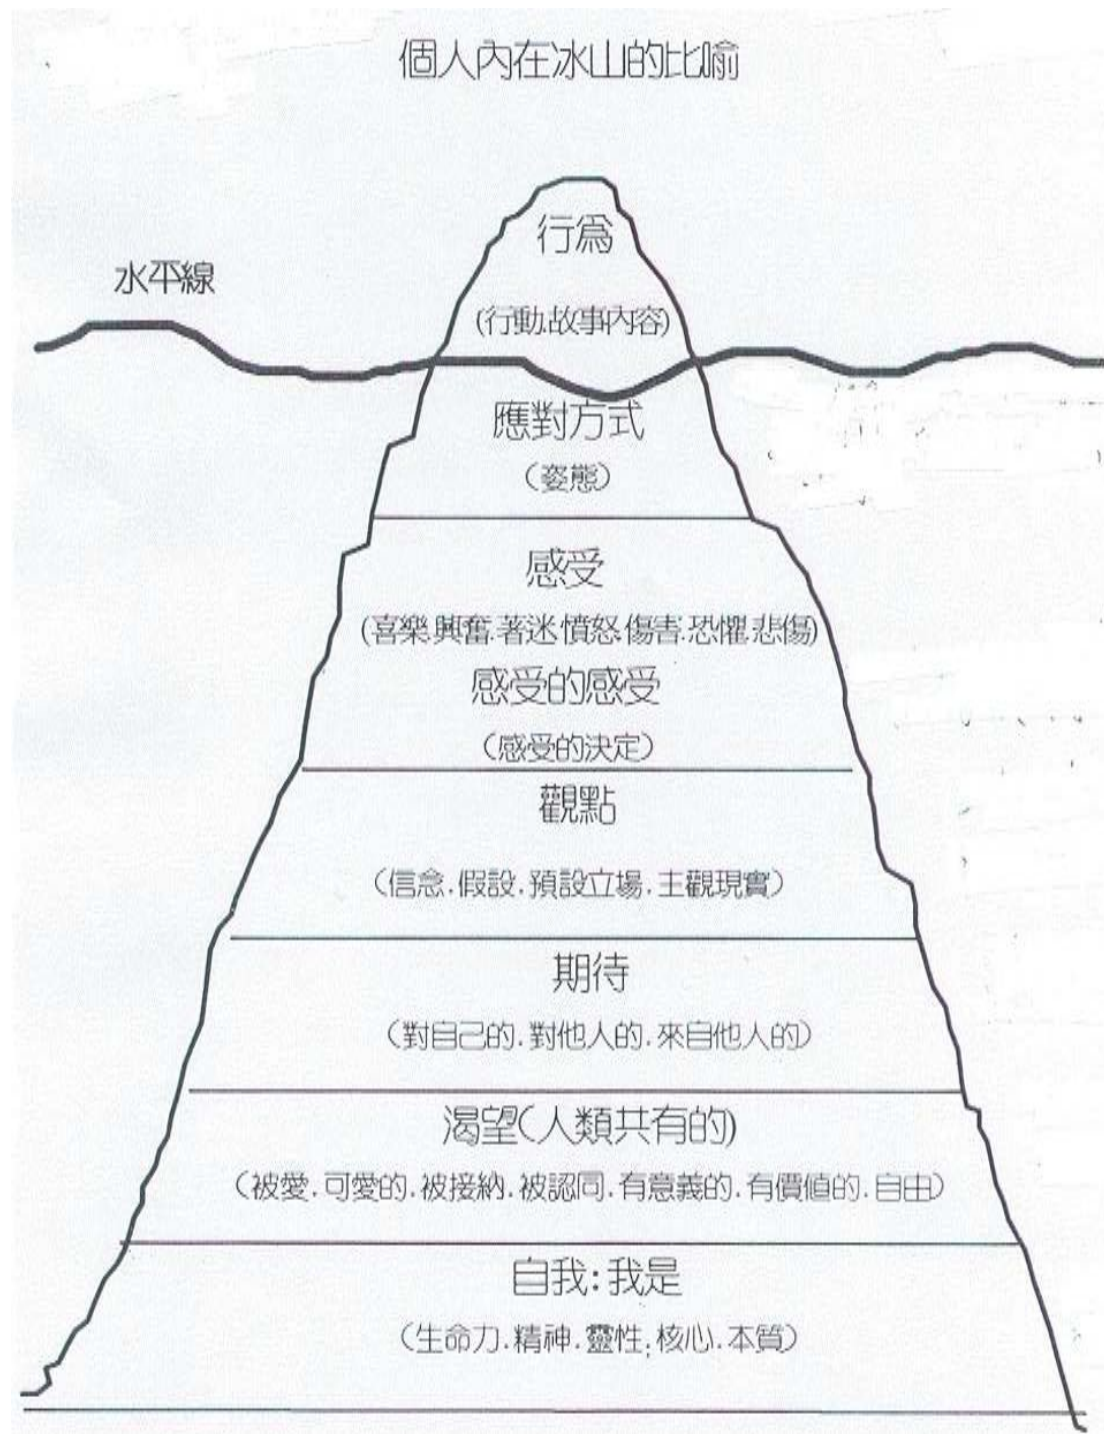 個人內在冰山的比喻
行爲
水平線
(行動.故事內容)
應對方式
(姿態)
感受
(喜樂.興奮.著迷.憤怒.傷害.恐懼.悲傷)
感受的感受
(感受的決定)
觀點
(信念.假設.預設立場.主觀現實)
期待
(對自己的.對他人的.來自他人的)
渴望(人類共有的)
(被愛.可愛的.被接納.被認同.有意義的.有價值的.自由)
自我:我是
(生命力.精神.靈性;核心.本質)